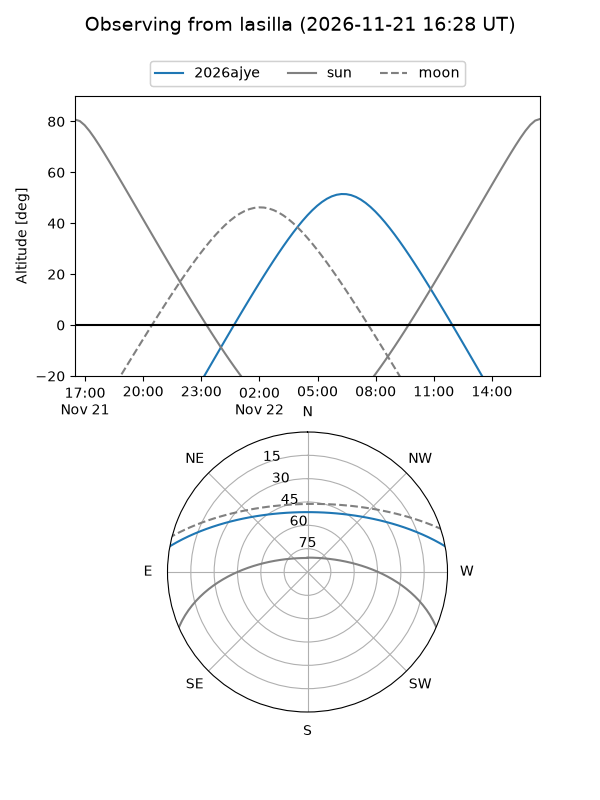 Observing from lasilla (2026-11-21 16:28 UT)
2026ajye sun moon
Altitude [deg]
80
60
40
20
0
−20
17:00 20:00 23:00 02:00 05:00 08:00 11:00 14:00
Nov 21 Nov 22
N
NE NW
15
30
45
60
75
E W
SE SW
S